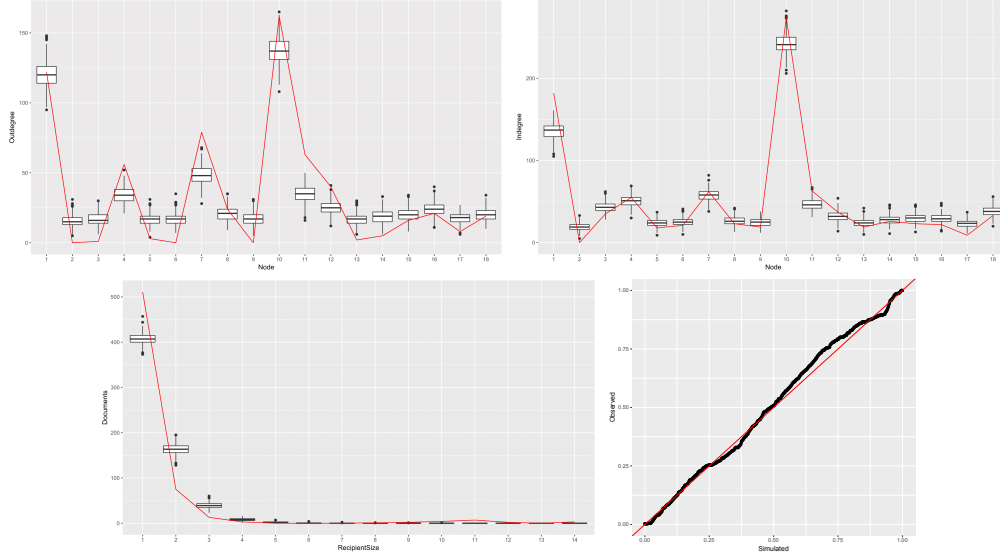 150
100
50
0
Outdegree
1 2 3 4 5 6 7 8 9 10 11 12 13 14 15 16 17 18
Node
200
100
0
Indegree
1 2 3 4 5 6 7 8 9 10 11 12 13 14 15 16 17 18
Node
500
400
300
200
100
0
Documents
1 2 3 4 5 6 7 8 9 10 11 12 13 14
RecipientSize
1.00
0.75
0.50
0.25
0.00
Observed
0.00 0.25 0.50 0.75 1.00
Simulated